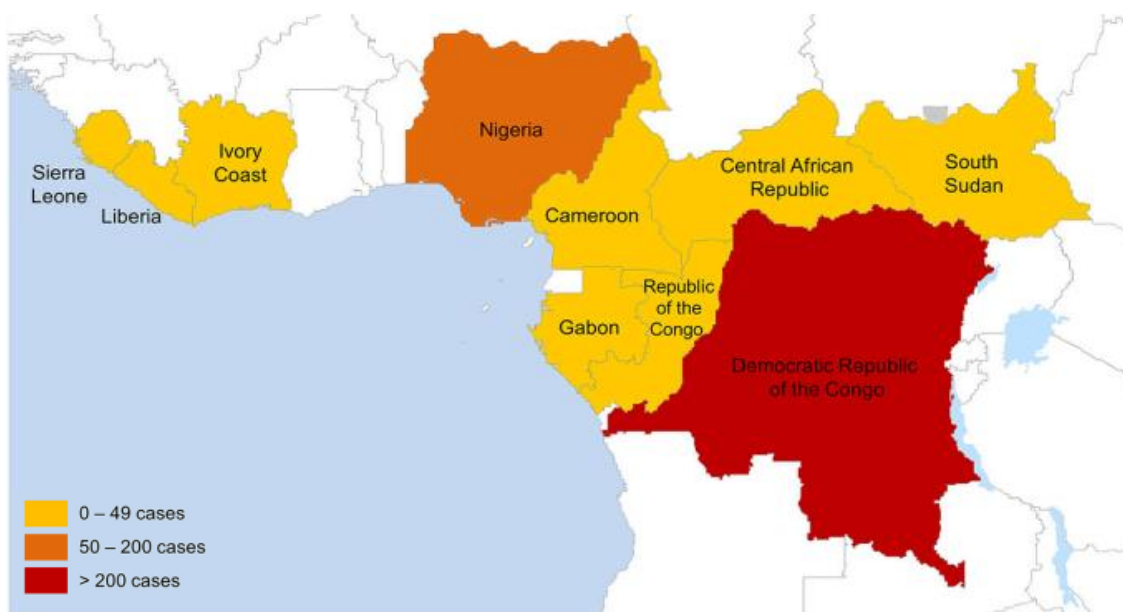 Nigeria
Ivory
Coast
Sierra
Leone
Liberia
Central African
Republic
South
Sudan
Cameroon
Republic
of the
Congo
Gabon
Democratic Republic
of the Congo
0 – 49 cases
50 – 200 cases
> 200 cases